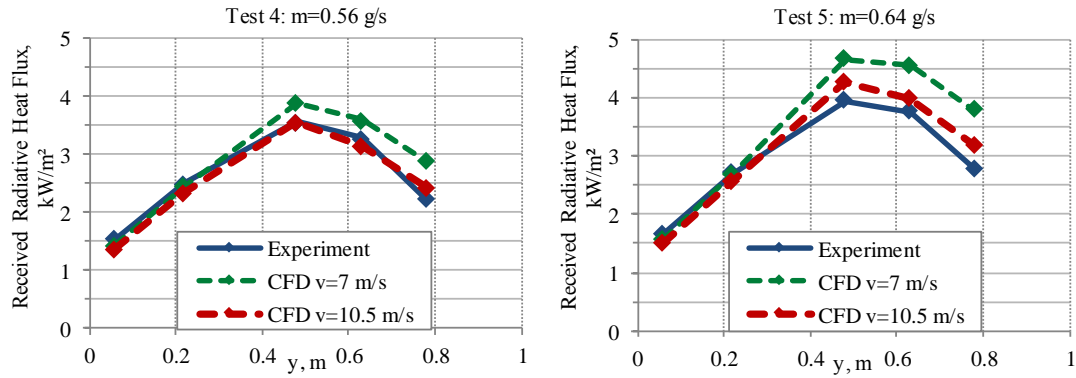 Test 4: m=0.56 g/s
Received Radiative Heat Flux,
kW/m²
5
4
3
2
1
0
Experiment
CFD v=7 m/s
CFD v=10.5 m/s
0 0.2 0.4 0.6 0.8 1
y, m
Test 5: m=0.64 g/s
Received Radiative Heat Flux,
kW/m²
5
4
3
2
1
0
Experiment
CFD v=7 m/s
CFD v=10.5 m/s
0 0.2 0.4 0.6 0.8 1
y, m